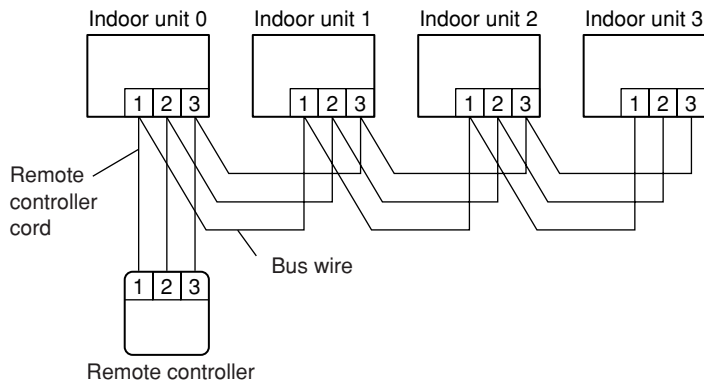 Indoor unit 0 Indoor unit 1 Indoor unit 2 Indoor unit 3
1 2 3 1 2 3 1 2 3 1 2 3
Remote
controller
cord
Bus wire
1 2 3
Remote controller